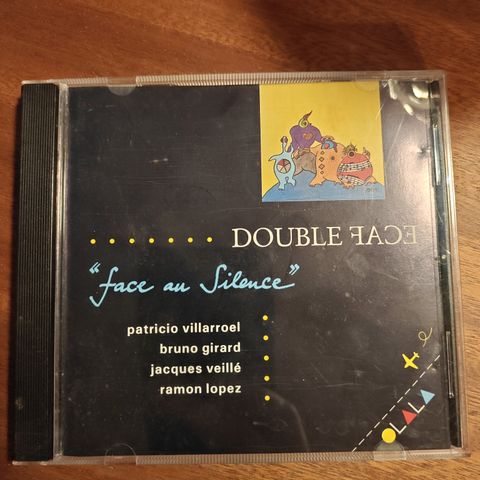 DOUBLE FACE
"face au Silence"
patricio villarroel
bruno girard
jacques veillé
ramon lopez
OLALA